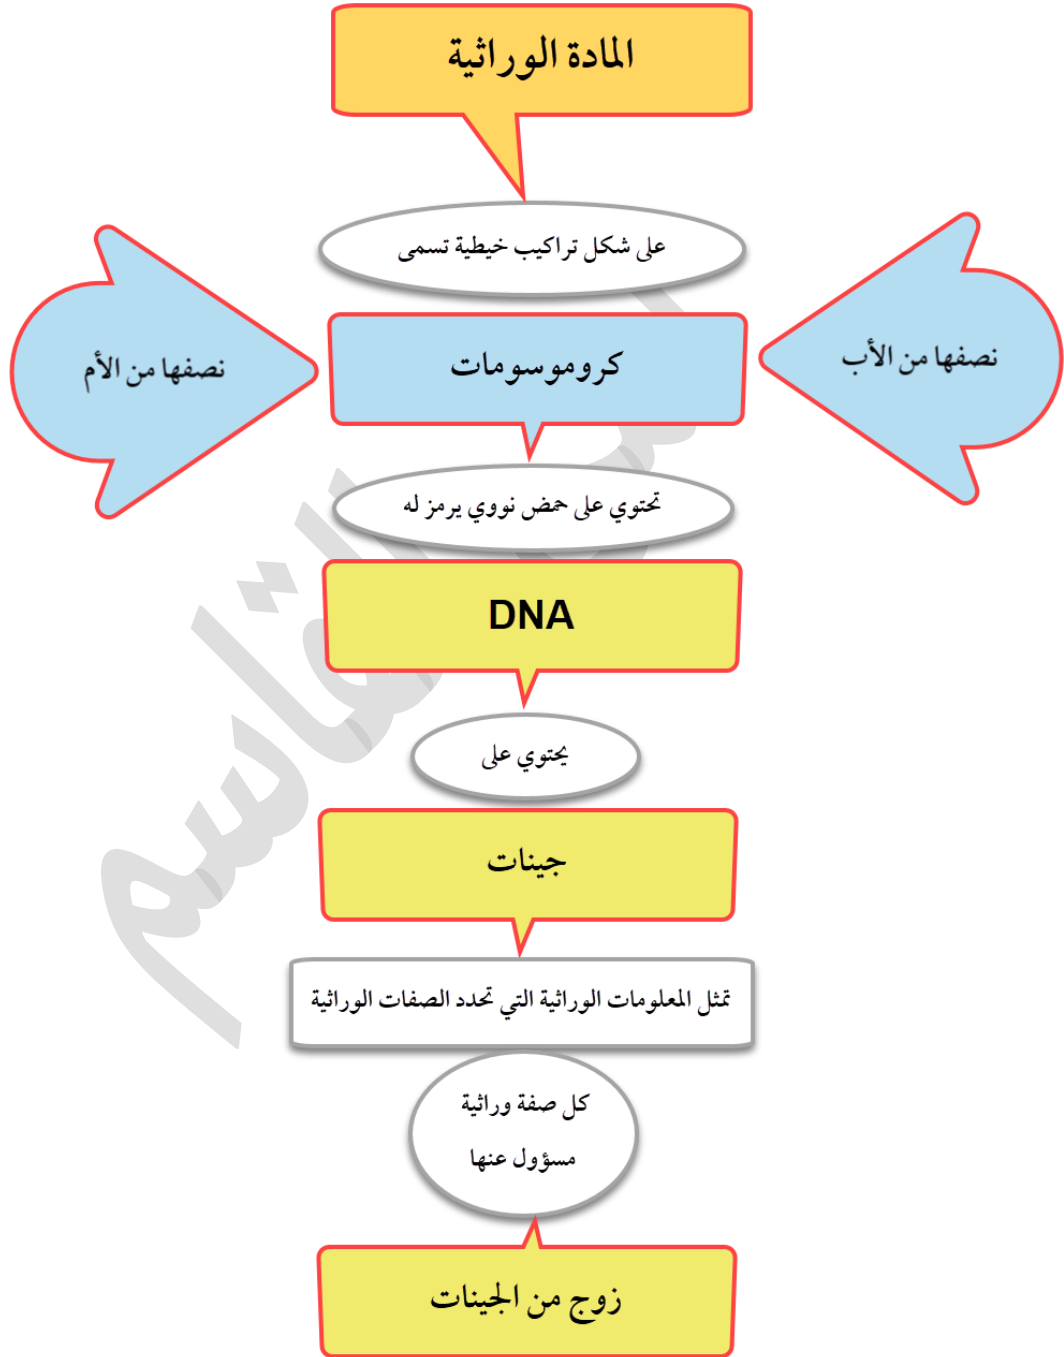 المادة الوراثية
على شكل تراكيب خيطية تسمى
نصفها من الأب
كروموسومات
نصفها من الأم
تحتوي على حمض نووي يرمز له
DNA
يحتوي على
جينات
تمثل المعلومات الوراثية التي تحدد الصفات الوراثية
كل صفة وراثية
مسؤول عنها
زوج من الجينات